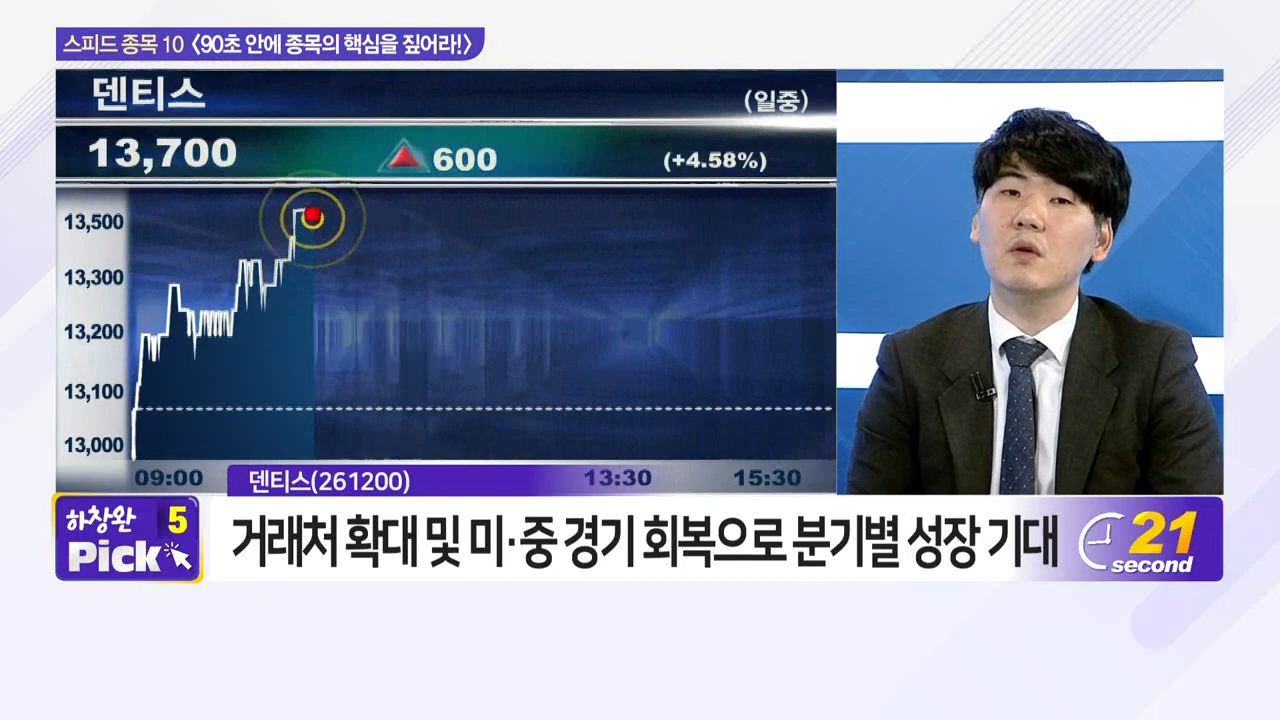 스피드 종목 10 <90초 안에 종목의 핵심을 짚어라!>
덴티스
(일중)
13,700
600
(+4.58%)
13,500
13,300
13,200
13,100
13,000
09:00
13:30
15:30
덴티스(261200)
하창완 5
Pick
거래처 확대 및 미·중 경기 회복으로 분기별 성장 기대
21
second